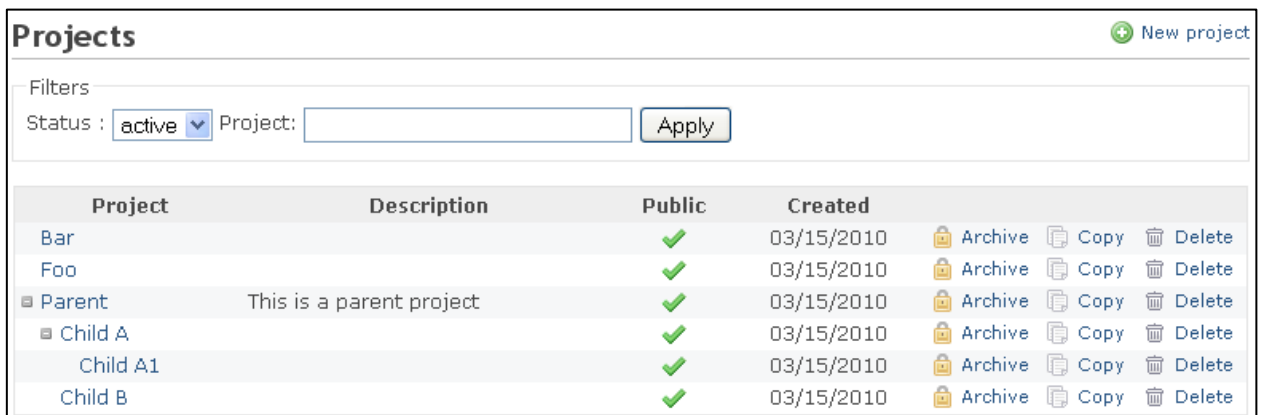 Projects New project
Filters
Status : active Project: Apply
Project Description Public Created
Bar 03/15/2010 Archive Copy Delete
Foo 03/15/2010 Archive Copy Delete
Parent This is a parent project 03/15/2010 Archive Copy Delete
Child A 03/15/2010 Archive Copy Delete
Child A1 03/15/2010 Archive Copy Delete
Child B 03/15/2010 Archive Copy Delete